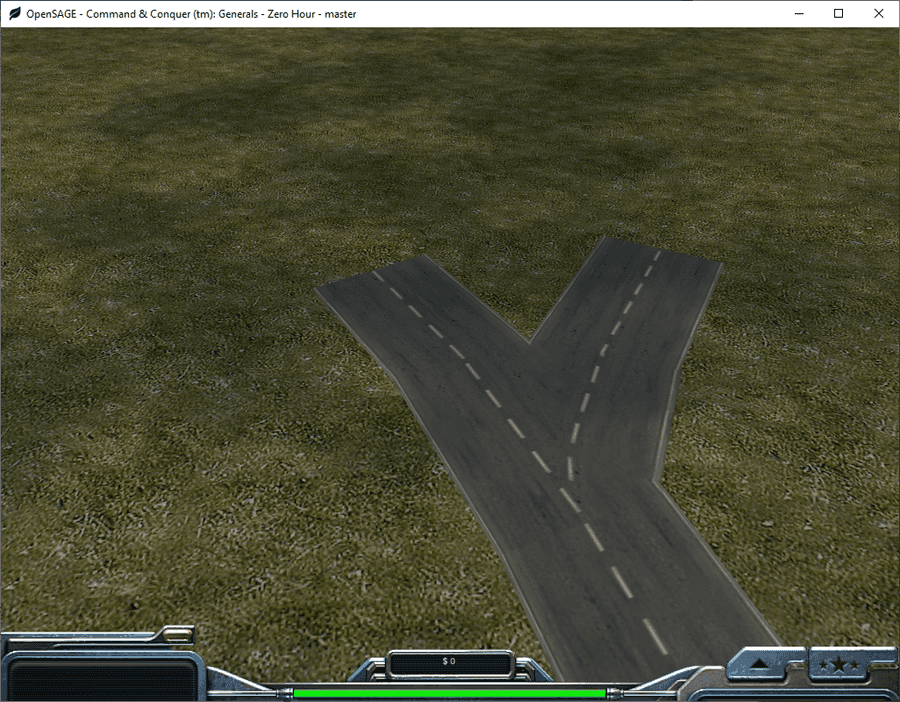 OpenSAGE - Command & Conquer (tm): Generals - Zero Hour - master
$ 0